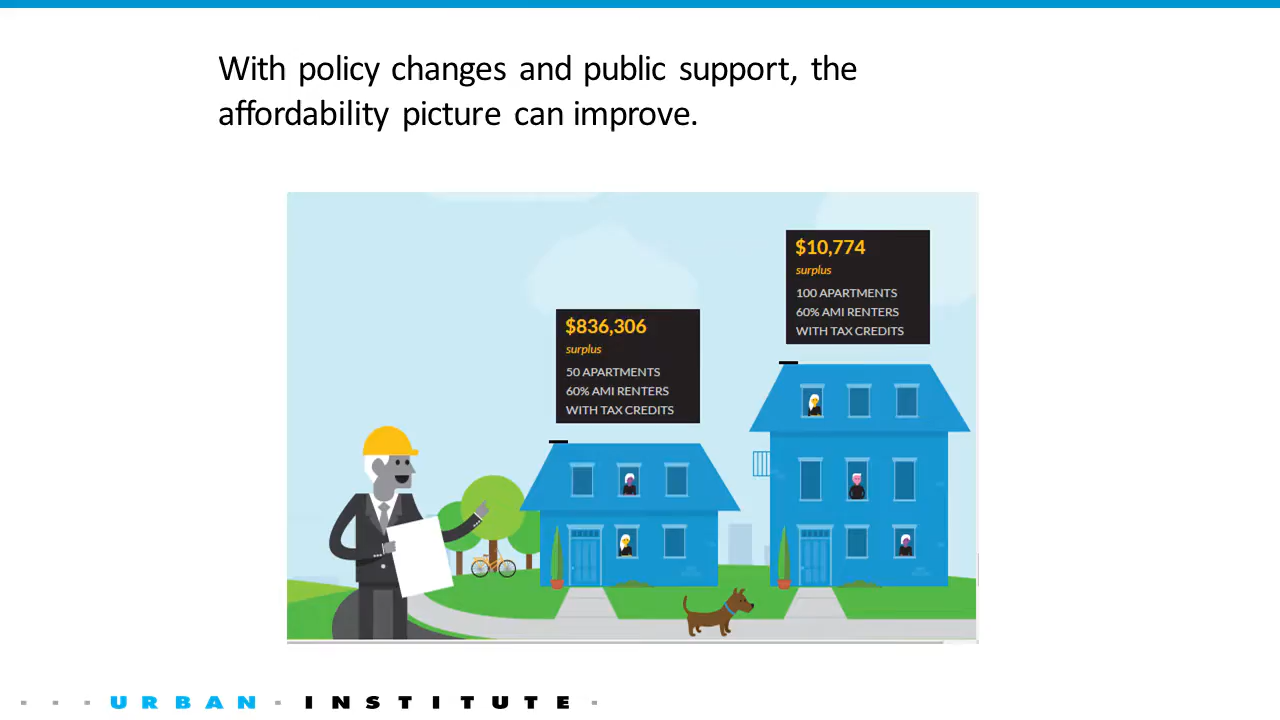 With policy changes and public support, the
affordability picture can improve.
$10,774
surplus
100 APARTMENTS
60% AMI RENTERS
WITH TAX CREDITS
$836,306
surplus
50 APARTMENTS
60% AMI RENTERS
WITH TAX CREDITS
URBAN INSTITUTE